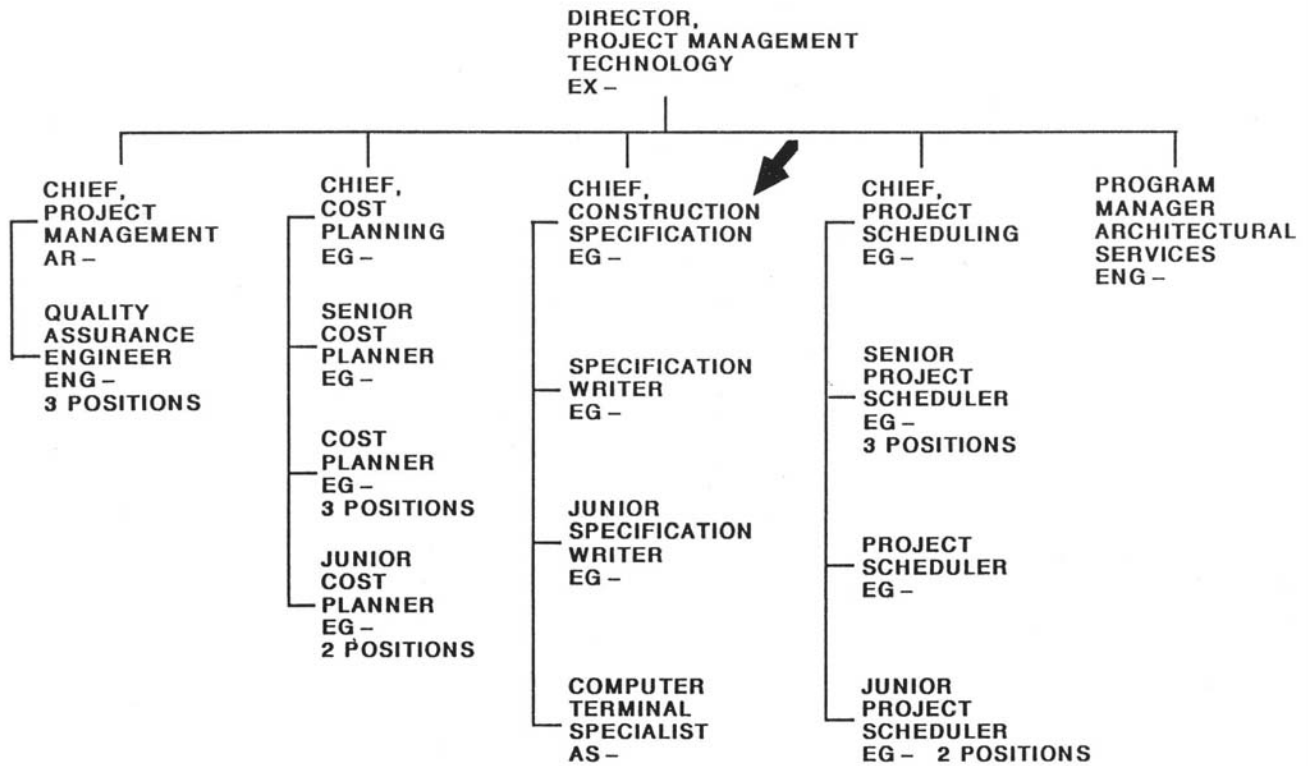 DIRECTOR,
PROJECT MANAGEMENT
TECHNOLOGY
EX –
CHIEF,
PROJECT
MANAGEMENT
AR –
QUALITY
ASSURANCE
ENGINEER
ENG –
3 POSITIONS
CHIEF,
COST
PLANNING
EG –
SENIOR
COST
PLANNER
EG –
COST
PLANNER
EG –
3 POSITIONS
JUNIOR
COST
PLANNER
EG –
2 POSITIONS
CHIEF,
CONSTRUCTION
SPECIFICATION
EG –
SPECIFICATION
WRITER
EG –
JUNIOR
SPECIFICATION
WRITER
EG –
COMPUTER
TERMINAL
SPECIALIST
AS –
CHIEF,
PROJECT
SCHEDULING
EG –
SENIOR
PROJECT
SCHEDULER
EG –
3 POSITIONS
PROJECT
SCHEDULER
EG –
JUNIOR
PROJECT
SCHEDULER
EG – 2 POSITIONS
PROGRAM
MANAGER
ARCHITECTURAL
SERVICES
ENG –